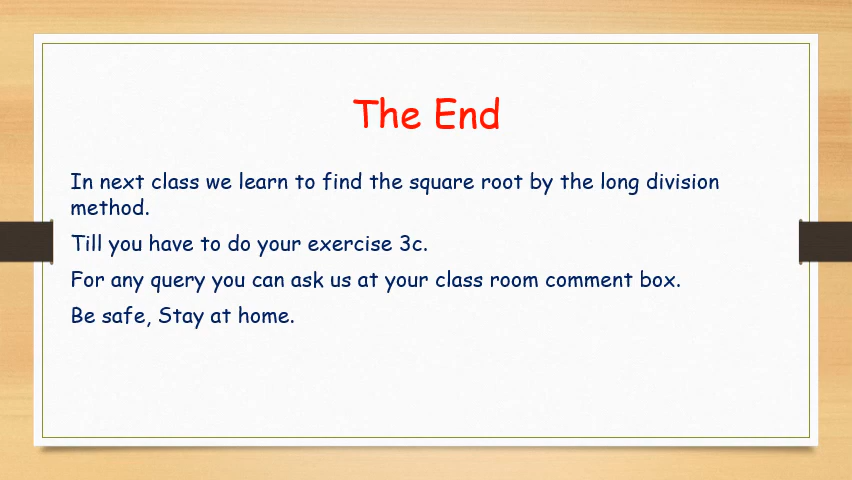 The End
In next class we learn to find the square root by the long division
method.
Till you have to do your exercise 3c.
For any query you can ask us at your class room comment box.
Be safe, Stay at home.